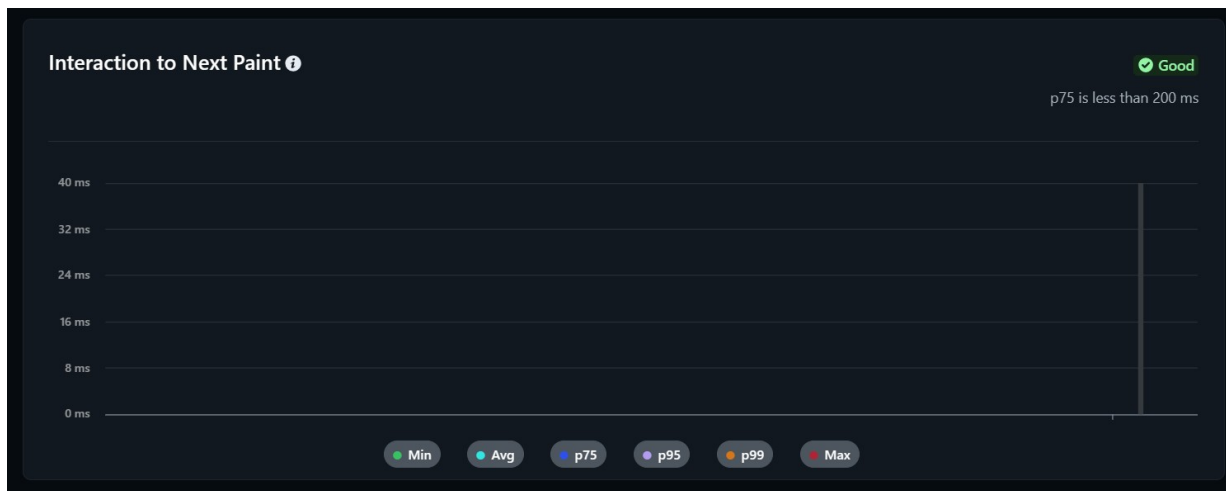 Interaction to Next Paint
Good
p75 is less than 200 ms
40 ms
32 ms
24 ms
16 ms
8 ms
0 ms
Min Avg p75 p95 p99 Max